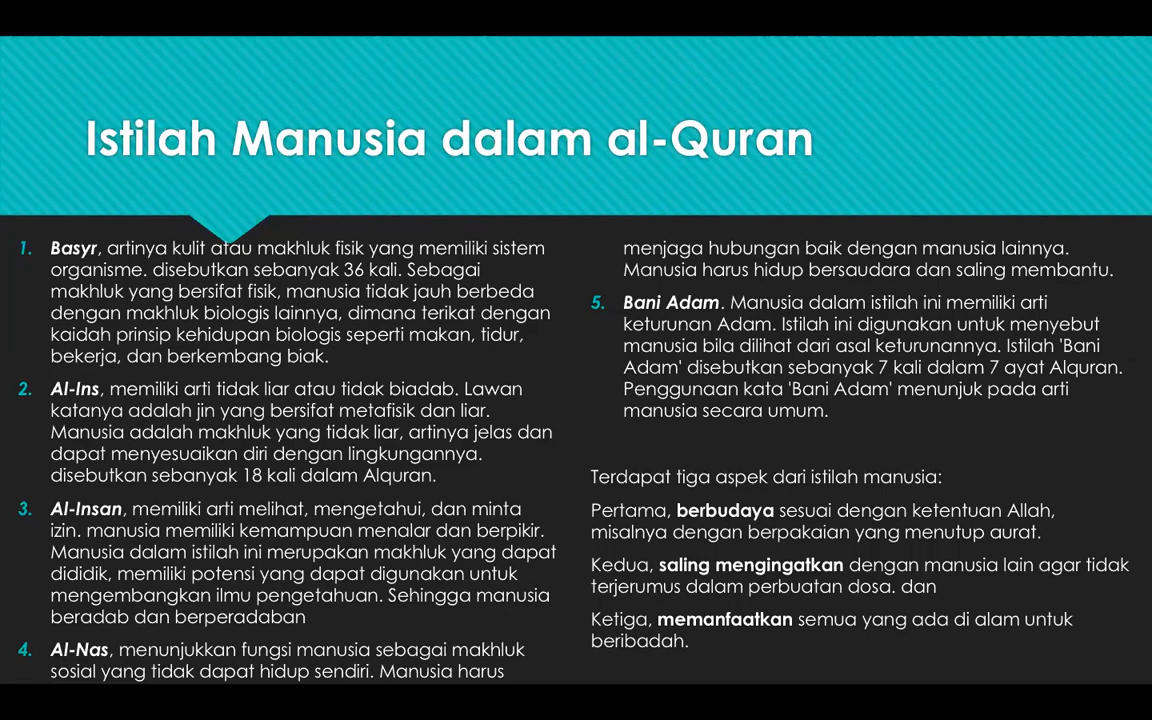 Istilah Manusia dalam al-Quran
1. Basyr, artinya kulit atau makhluk fisik yang memiliki sistem
organisme. disebutkan sebanyak 36 kali. Sebagai
makhluk yang bersifat fisik, manusia tidak jauh berbeda
dengan makhluk biologis lainnya, dimana terikat dengan
kaidah prinsip kehidupan biologis seperti makan, tidur,
bekerja, dan berkembang biak.
2. Al-Ins, memiliki arti tidak liar atau tidak biadab. Lawan
katanya adalah jin yang bersifat metafisik dan liar.
Manusia adalah makhluk yang tidak liar, artinya jelas dan
dapat menyesuaikan diri dengan lingkungannya.
disebutkan sebanyak 18 kali dalam Alquran.
3. Al-Insan, memiliki arti melihat, mengetahui, dan minta
izin. manusia memiliki kemampuan menalar dan berpikir.
Manusia dalam istilah ini merupakan makhluk yang dapat
dididik, memiliki potensi yang dapat digunakan untuk
mengembangkan ilmu pengetahuan. Sehingga manusia
beradab dan berperadaban
4. Al-Nas, menunjukkan fungsi manusia sebagai makhluk
sosial yang tidak dapat hidup sendiri. Manusia harus
menjaga hubungan baik dengan manusia lainnya.
Manusia harus hidup bersaudara dan saling membantu.
5. Bani Adam. Manusia dalam istilah ini memiliki arti
keturunan Adam. Istilah ini digunakan untuk menyebut
manusia bila dilihat dari asal keturunannya. Istilah 'Bani
Adam' disebutkan sebanyak 7 kali dalam 7 ayat Alquran.
Penggunaan kata 'Bani Adam' menunjuk pada arti
manusia secara umum.
Terdapat tiga aspek dari istilah manusia:
Pertama, berbudaya sesuai dengan ketentuan Allah,
misalnya dengan berpakaian yang menutup aurat.
Kedua, saling mengingatkan dengan manusia lain agar tidak
terjerumus dalam perbuatan dosa. dan
Ketiga, memanfaatkan semua yang ada di alam untuk
beribadah.